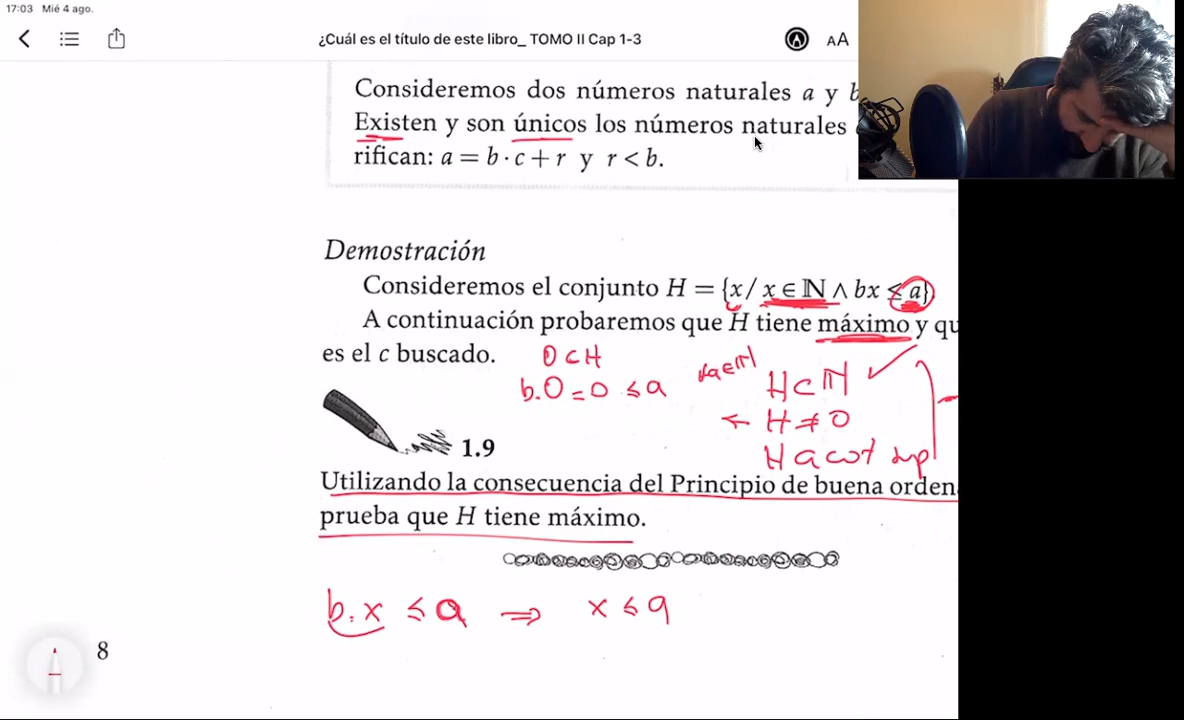 17:03 Mié 4 ago.
¿Cuál es el título de este libro_ TOMO II Cap 1-3
AA
Consideremos dos números naturales a y b
Existen y son únicos los números naturales
rifican: a = b · c + r y r < b.
Demostración
Consideremos el conjunto H = {x / x ∈ ℕ ∧ bx ≤ a}
A continuación probaremos que H tiene máximo y qu
es el c buscado.
0 ⊂ H
b.0 = 0 ≤ a
∀a∈ℕ
H ⊂ ℕ
← H ≠ 0
H acot sup
1.9
Utilizando la consecuencia del Principio de buena orden
prueba que H tiene máximo.
b.x ≤ a ⇒ x ≤ a
8